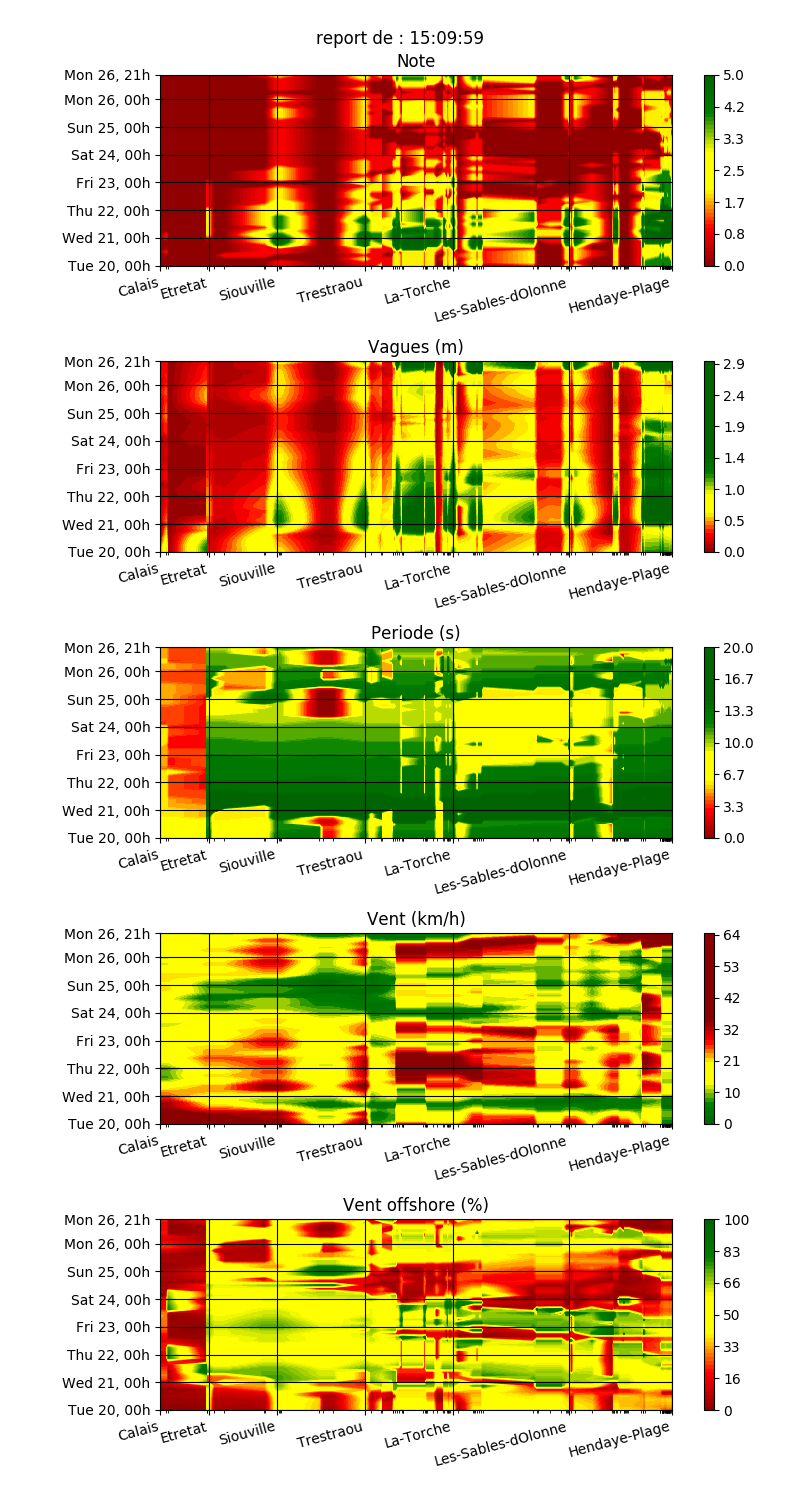 report de : 15:09:59
Note
Mon 26, 21h
Mon 26, 00h
Sun 25, 00h
Sat 24, 00h
Fri 23, 00h
Thu 22, 00h
Wed 21, 00h
Tue 20, 00h
5.0
4.2
3.3
2.5
1.7
0.8
0.0
Calais
Etretat
Siouville
Trestraou
La-Torche
Les-Sables-dOlonne
Hendaye-Plage
Vagues (m)
Mon 26, 21h
Mon 26, 00h
Sun 25, 00h
Sat 24, 00h
Fri 23, 00h
Thu 22, 00h
Wed 21, 00h
Tue 20, 00h
2.9
2.4
1.9
1.4
1.0
0.5
0.0
Calais
Etretat
Siouville
Trestraou
La-Torche
Les-Sables-dOlonne
Hendaye-Plage
Periode (s)
Mon 26, 21h
Mon 26, 00h
Sun 25, 00h
Sat 24, 00h
Fri 23, 00h
Thu 22, 00h
Wed 21, 00h
Tue 20, 00h
20.0
16.7
13.3
10.0
6.7
3.3
0.0
Calais
Etretat
Siouville
Trestraou
La-Torche
Les-Sables-dOlonne
Hendaye-Plage
Vent (km/h)
Mon 26, 21h
Mon 26, 00h
Sun 25, 00h
Sat 24, 00h
Fri 23, 00h
Thu 22, 00h
Wed 21, 00h
Tue 20, 00h
64
53
42
32
21
10
0
Calais
Etretat
Siouville
Trestraou
La-Torche
Les-Sables-dOlonne
Hendaye-Plage
Vent offshore (%)
Mon 26, 21h
Mon 26, 00h
Sun 25, 00h
Sat 24, 00h
Fri 23, 00h
Thu 22, 00h
Wed 21, 00h
Tue 20, 00h
100
83
66
50
33
16
0
Calais
Etretat
Siouville
Trestraou
La-Torche
Les-Sables-dOlonne
Hendaye-Plage